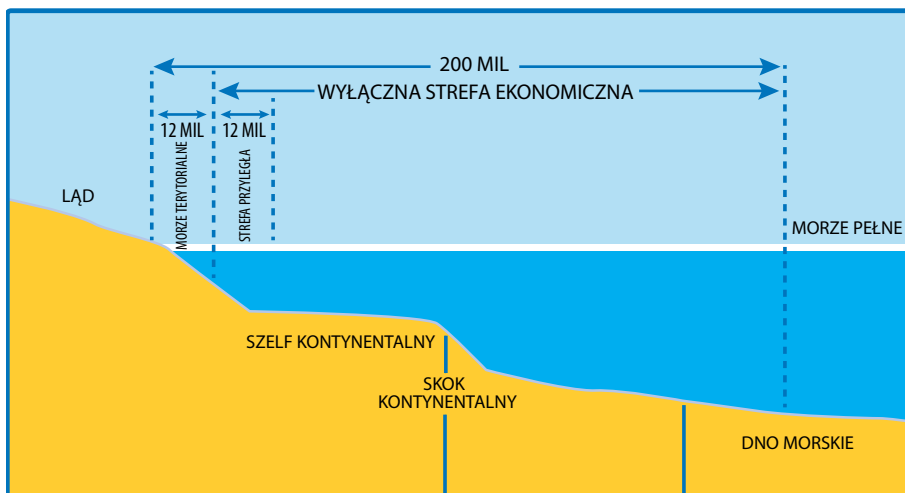 200 MIL
WYŁĄCZNA STREFA EKONOMICZNA
12 MIL
12 MIL
MORZE TERYTORIALNE
STREFA PRZYLEGŁA
LĄD
MORZE PEŁNE
SZELF KONTYNENTALNY
SKOK
KONTYNENTALNY
DNO MORSKIE